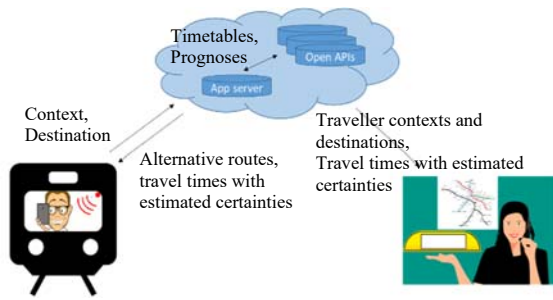 Timetables,
Prognoses
Open APIs
App server
Context,
Destination
Alternative routes,
travel times with
estimated certainties
Traveller contexts and
destinations,
Travel times with estimated
certainties